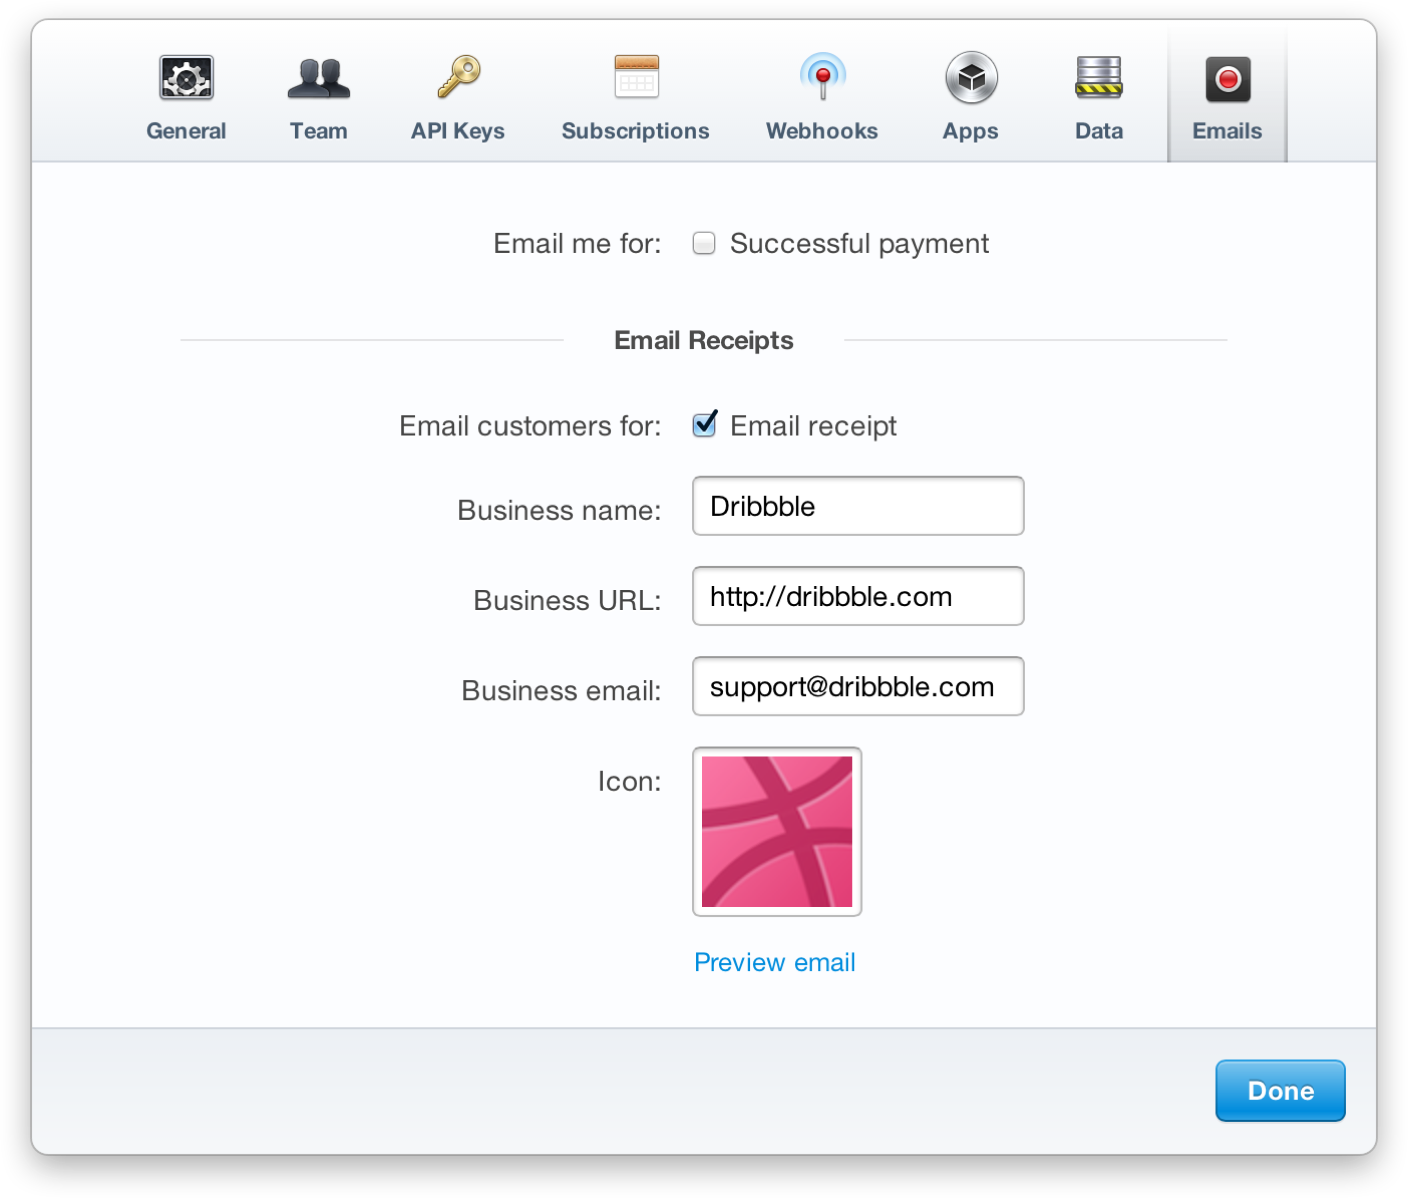 General Team API Keys Subscriptions Webhooks Apps Data Emails
Email me for: Successful payment
Email Receipts
Email customers for: Email receipt
Business name: Dribbble
Business URL: http://dribbble.com
Business email: support@dribbble.com
Icon:
Preview email
Done